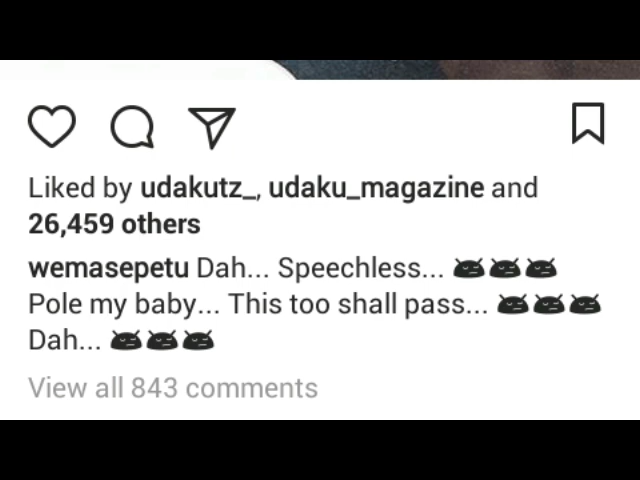 Liked by udakutz_, udaku_magazine and
26,459 others
wemasepetu Dah... Speechless...
Pole my baby... This too shall pass...
Dah...
View all 843 comments